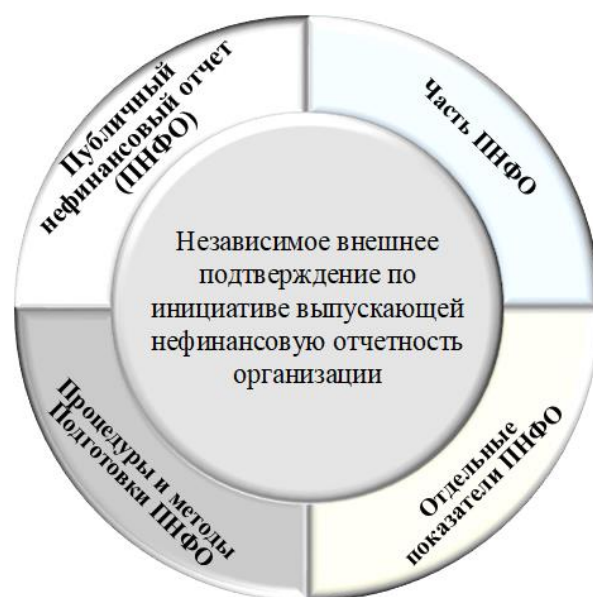 Публичный
нефинансовый отчет
(ПНФО)
Часть ПНФО
Независимое внешнее
подтверждение по
инициативе выпускающей
нефинансовую отчетность
организации
Процедуры и методы
Подготовки ПНФО
Отдельные
показатели ПНФО